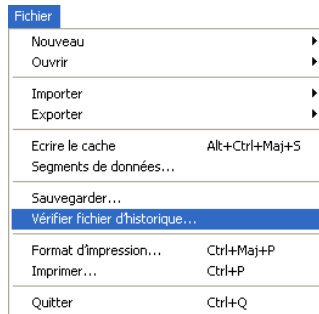 Fichier
Nouveau
Ouvrir
Importer
Exporter
Ecrire le cache Alt+Ctrl+Maj+S
Segments de données...
Sauvegarder...
Vérifier fichier d'historique...
Format d'impression... Ctrl+Maj+P
Imprimer... Ctrl+P
Quitter Ctrl+Q